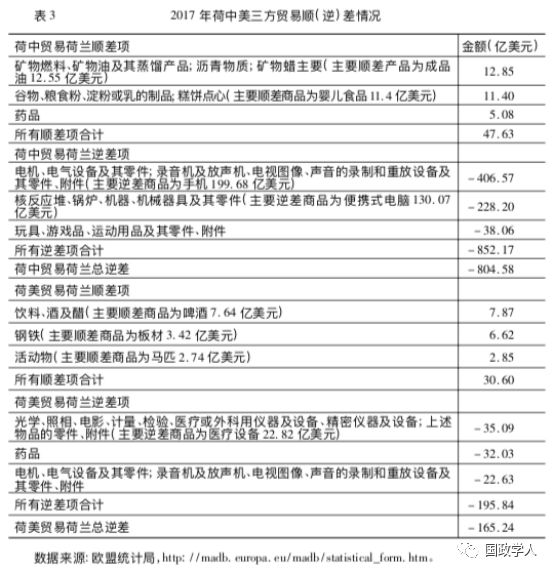 表 3 2017 年荷中美三方贸易顺（逆）差情况
荷中贸易荷兰顺差项 金额（亿美元）
矿物燃料、矿物油及其蒸馏产品；沥青物质；矿物蜡主要（主要顺差产品为成品
油 12.55 亿美元） 12.85
谷物、粮食粉、淀粉或乳的制品；糕饼点心（主要顺差商品为婴儿食品 11.4 亿美元） 11.40
药品 5.08
所有顺差项合计 47.63
荷中贸易荷兰逆差项
电机、电气设备及其零件；录音机及放声机、电视图像、声音的录制和重放设备及
其零件、附件（主要逆差商品为手机 199.68 亿美元） －406.57
核反应堆、锅炉、机器、机械器具及其零件（主要逆差商品为便携式电脑 130.07
亿美元） －228.20
玩具、游戏品、运动用品及其零件、附件 －38.06
所有逆差项合计 －852.17
荷中贸易荷兰总逆差 －804.58
荷美贸易荷兰顺差项
饮料、酒及醋（主要顺差商品为啤酒 7.64 亿美元） 7.87
钢铁（主要顺差商品为板材 3.42 亿美元） 6.62
活动物（主要顺差商品为马匹 2.74 亿美元） 2.85
所有顺差项合计 30.60
荷美贸易荷兰逆差项
光学、照相、电影、计量、检验、医疗或外科用仪器及设备、精密仪器及设备；上述
物品的零件、附件（主要逆差商品为医疗设备 22.82 亿美元） －35.09
药品 －32.03
电机、电气设备及其零件；录音机及放声机、电视图像、声音的录制和重放设备及
其零件、附件 －22.63
所有逆差项合计 －195.84
荷美贸易荷兰总逆差 －165.24
数据来源：欧盟统计局，http：//madb. europa. eu/madb/statistical_form. htm。
国政学人